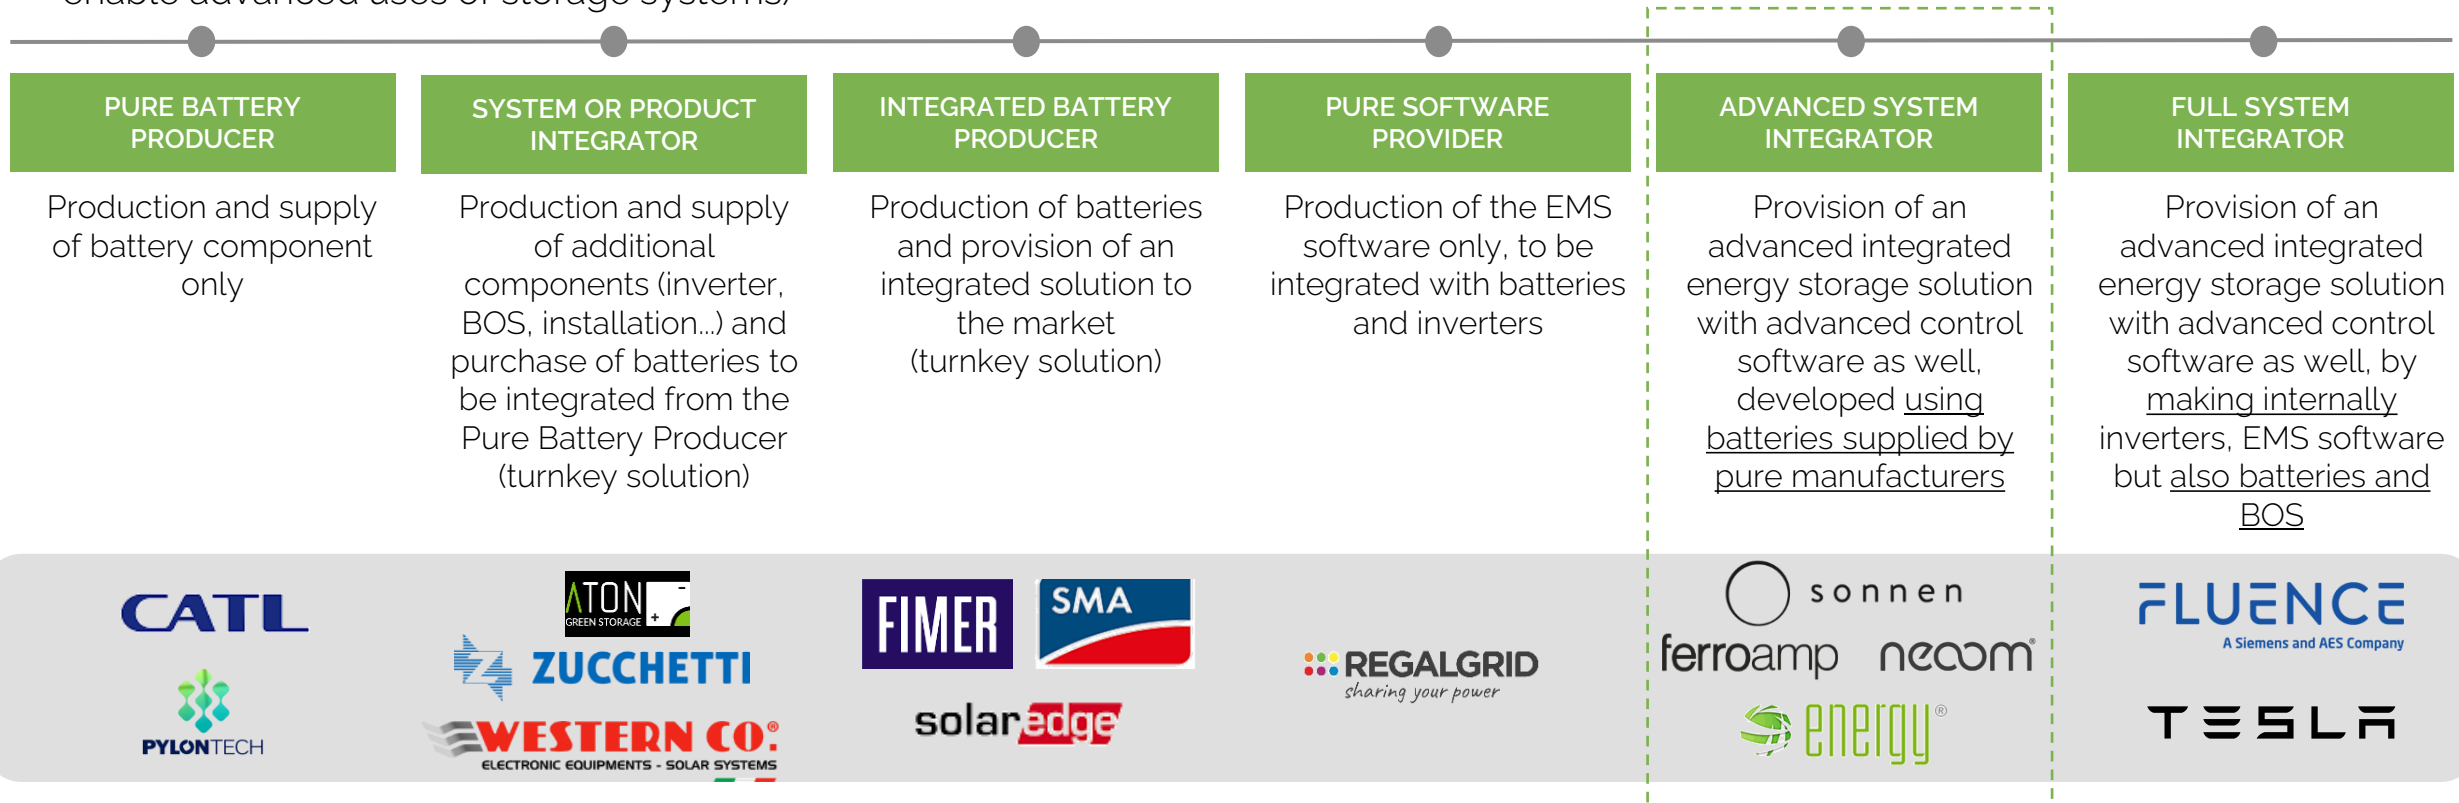 enable advanced uses of storage systems)
PURE BATTERY
PRODUCER
Production and supply
of battery component
only
SYSTEM OR PRODUCT
INTEGRATOR
Production and supply
of additional
components (inverter,
BOS, installation...) and
purchase of batteries to
be integrated from the
Pure Battery Producer
(turnkey solution)
INTEGRATED BATTERY
PRODUCER
Production of batteries
and provision of an
integrated solution to
the market
(turnkey solution)
PURE SOFTWARE
PROVIDER
Production of the EMS
software only, to be
integrated with batteries
and inverters
ADVANCED SYSTEM
INTEGRATOR
Provision of an
advanced integrated
energy storage solution
with advanced control
software as well,
developed using
batteries supplied by
pure manufacturers
FULL SYSTEM
INTEGRATOR
Provision of an
advanced integrated
energy storage solution
with advanced control
software as well, by
making internally
inverters, EMS software
but also batteries and
BOS
CATL
PYLONTECH
ATON
GREEN STORAGE
ZUCCHETTI
WESTERN CO.®
ELECTRONIC EQUIPMENTS - SOLAR SYSTEMS
FIMER
SMA
solaredge
REGALGRID
sharing your power
sonnen
ferroamp
neoom®
energy®
FLUENCE
A Siemens and AES Company
TESLA